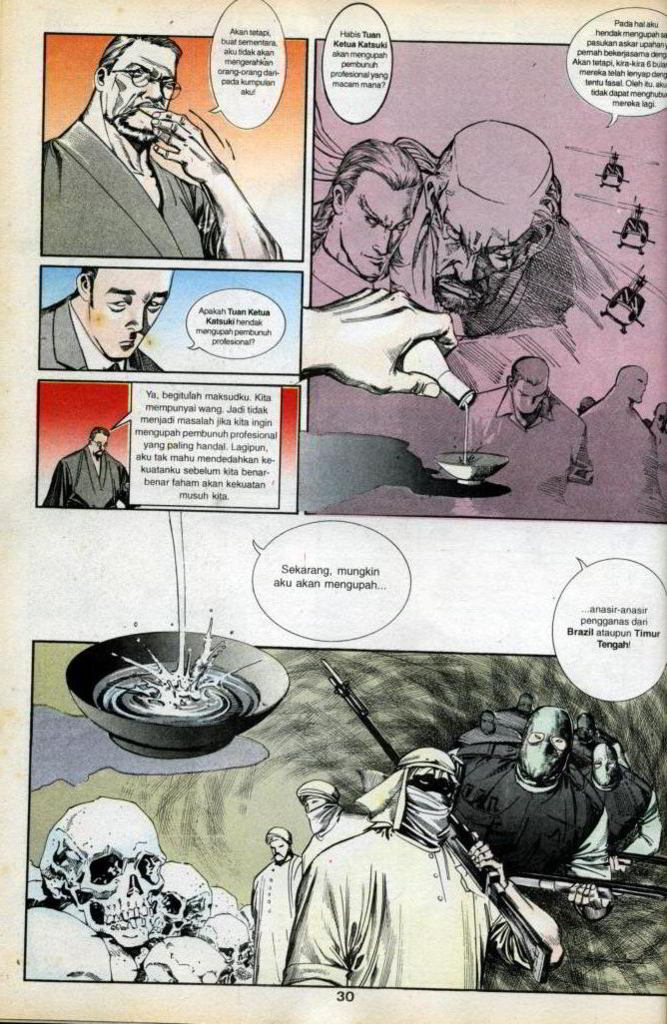 Akan tetapi,
buat sementara,
aku tidak akan
mengerahkan
orang-orang dari-
pada kumpulan
aku!
Habis Tuan
Ketua Katsuki
akan mengupah
pembunuh
profesional yang
macam mana?
Pada hal aku
hendak mengupah
pasukan askar upahan
pernah bekerjasama
Akan tetapi, kira-kira 6
mereka telah lenyap
tentu fasal. Oleh itu, aku
tidak dapat
mereka lagi.
Apakah Tuan Ketua
Katsuki hendak
mengupah pembunuh
profesional?
Ya, begitulah maksudku. Kita
mempunyai wang. Jadi tidak
menjadi masalah jika kita ingin
mengupah pembunuh profesional
yang paling handal. Lagipun,
aku tak mahu mendedahkan ke-
kuatanku sebelum kita benar-
benar faham akan kekuatan
musuh kita.
Sekarang, mungkin
aku akan mengupah...
...anasir-anasir
pengganas dari
Brazil ataupun Timur
Tengah!
30